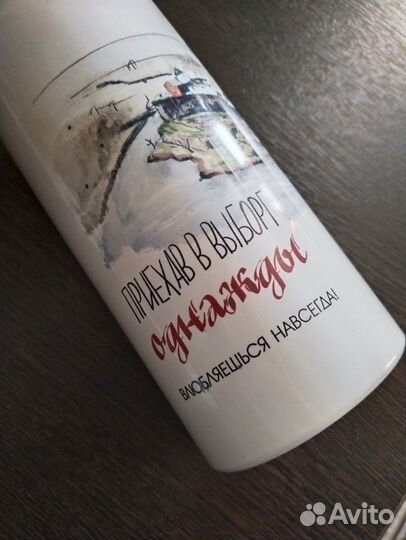 ПРИЕХАВ В ВЫБОРГ
однажды
ВЛЮБЛЯЕШЬСЯ НАВСЕГДА!
Avito